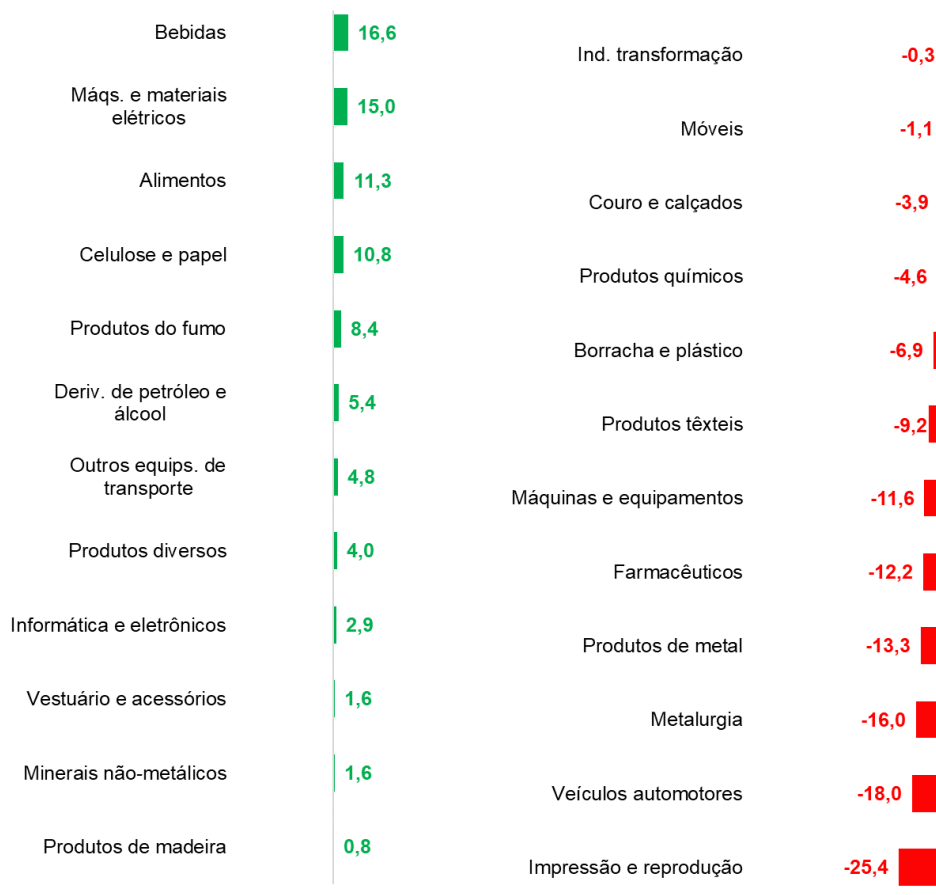 Bebidas 16,6
Máqs. e materiais
elétricos 15,0
Alimentos 11,3
Celulose e papel 10,8
Produtos do fumo 8,4
Deriv. de petróleo e
álcool 5,4
Outros equips. de
transporte 4,8
Produtos diversos 4,0
Informática e eletrônicos 2,9
Vestuário e acessórios 1,6
Minerais não-metálicos 1,6
Produtos de madeira 0,8
Ind. transformação -0,3
Móveis -1,1
Couro e calçados -3,9
Produtos químicos -4,6
Borracha e plástico -6,9
Produtos têxteis -9,2
Máquinas e equipamentos -11,6
Farmacêuticos -12,2
Produtos de metal -13,3
Metalurgia -16,0
Veículos automotores -18,0
Impressão e reprodução -25,4